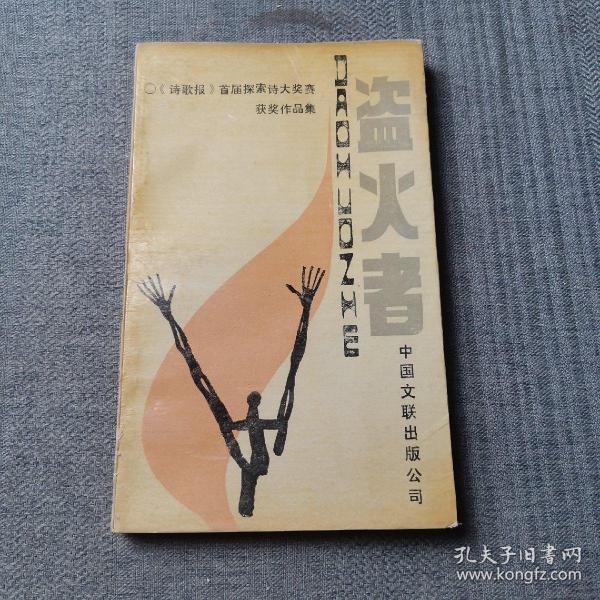 ○《诗歌报》首届探索诗大奖赛
获奖作品集
DAOHUOZHE
盗火者
中国文联出版公司
孔夫子旧书网
www.kongfz.com